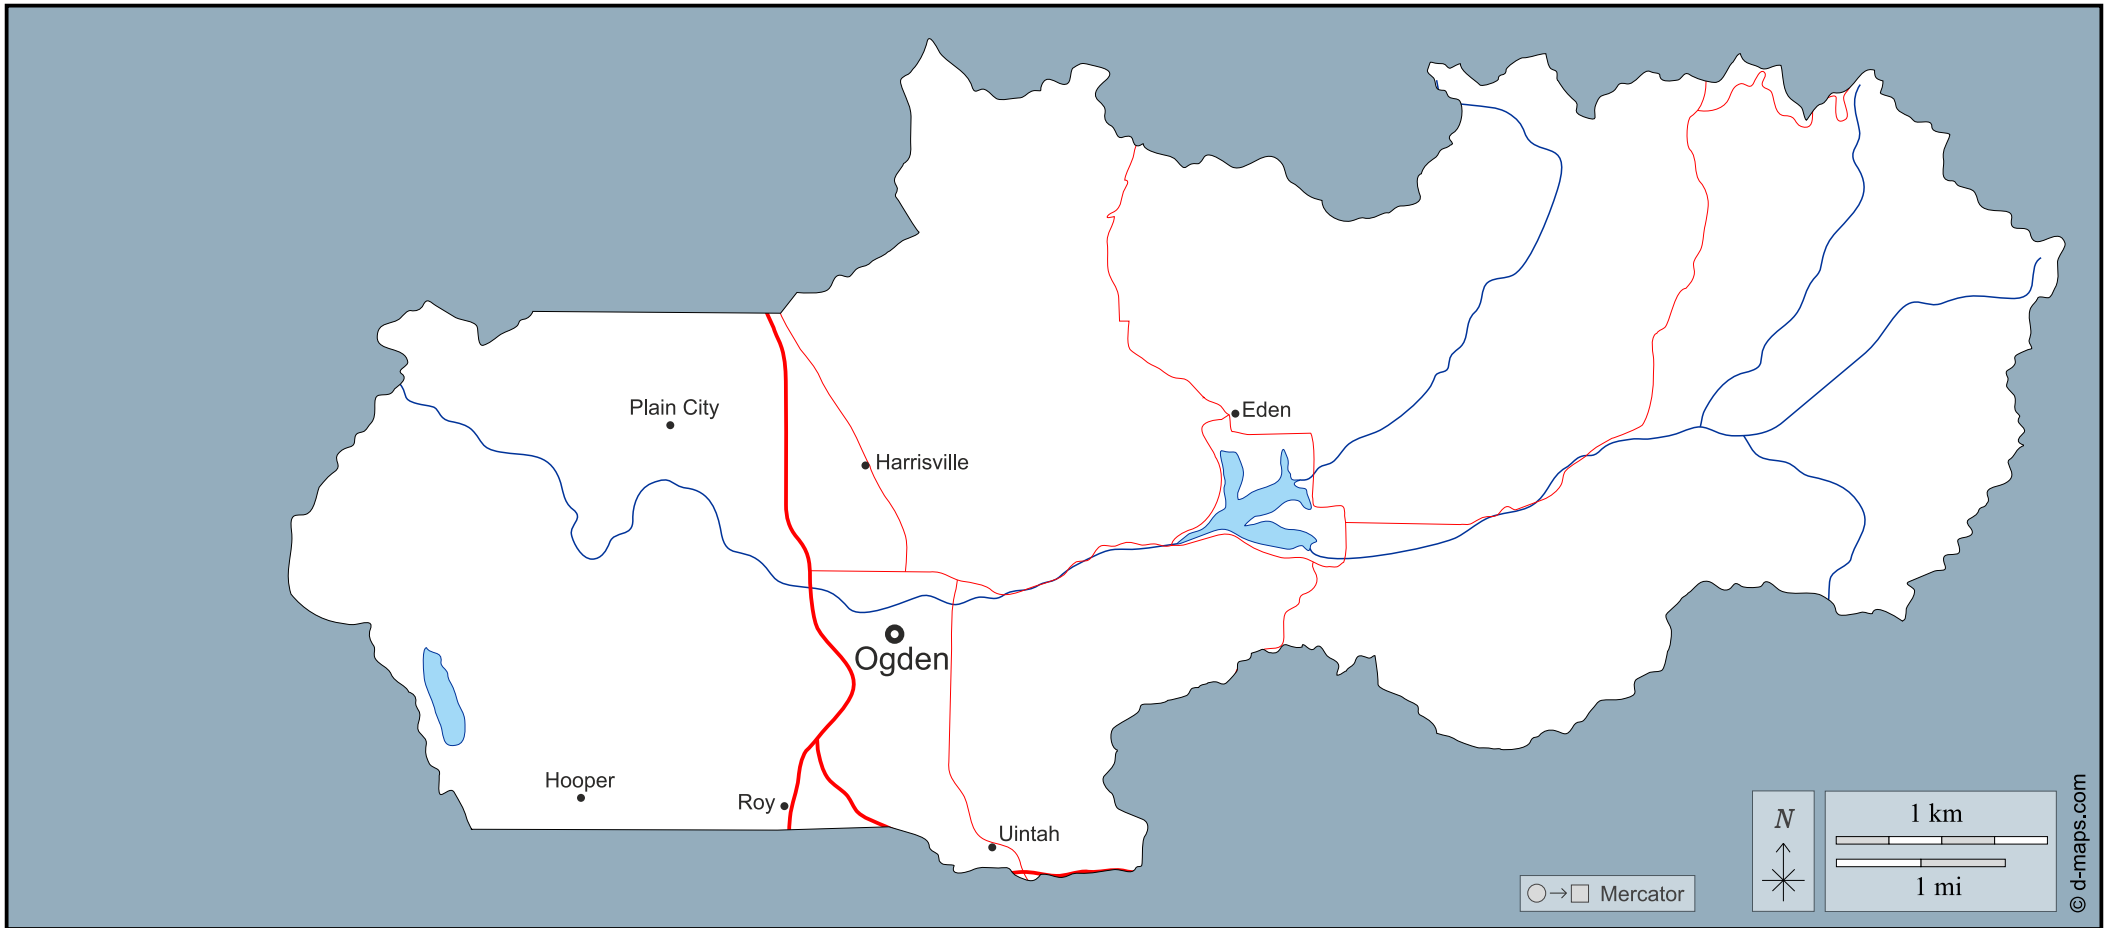 Plain City
Eden
Harrisville
Ogden
Hooper
Roy
Uintah
N
1 km
1 mi
Mercator
© d-maps.com